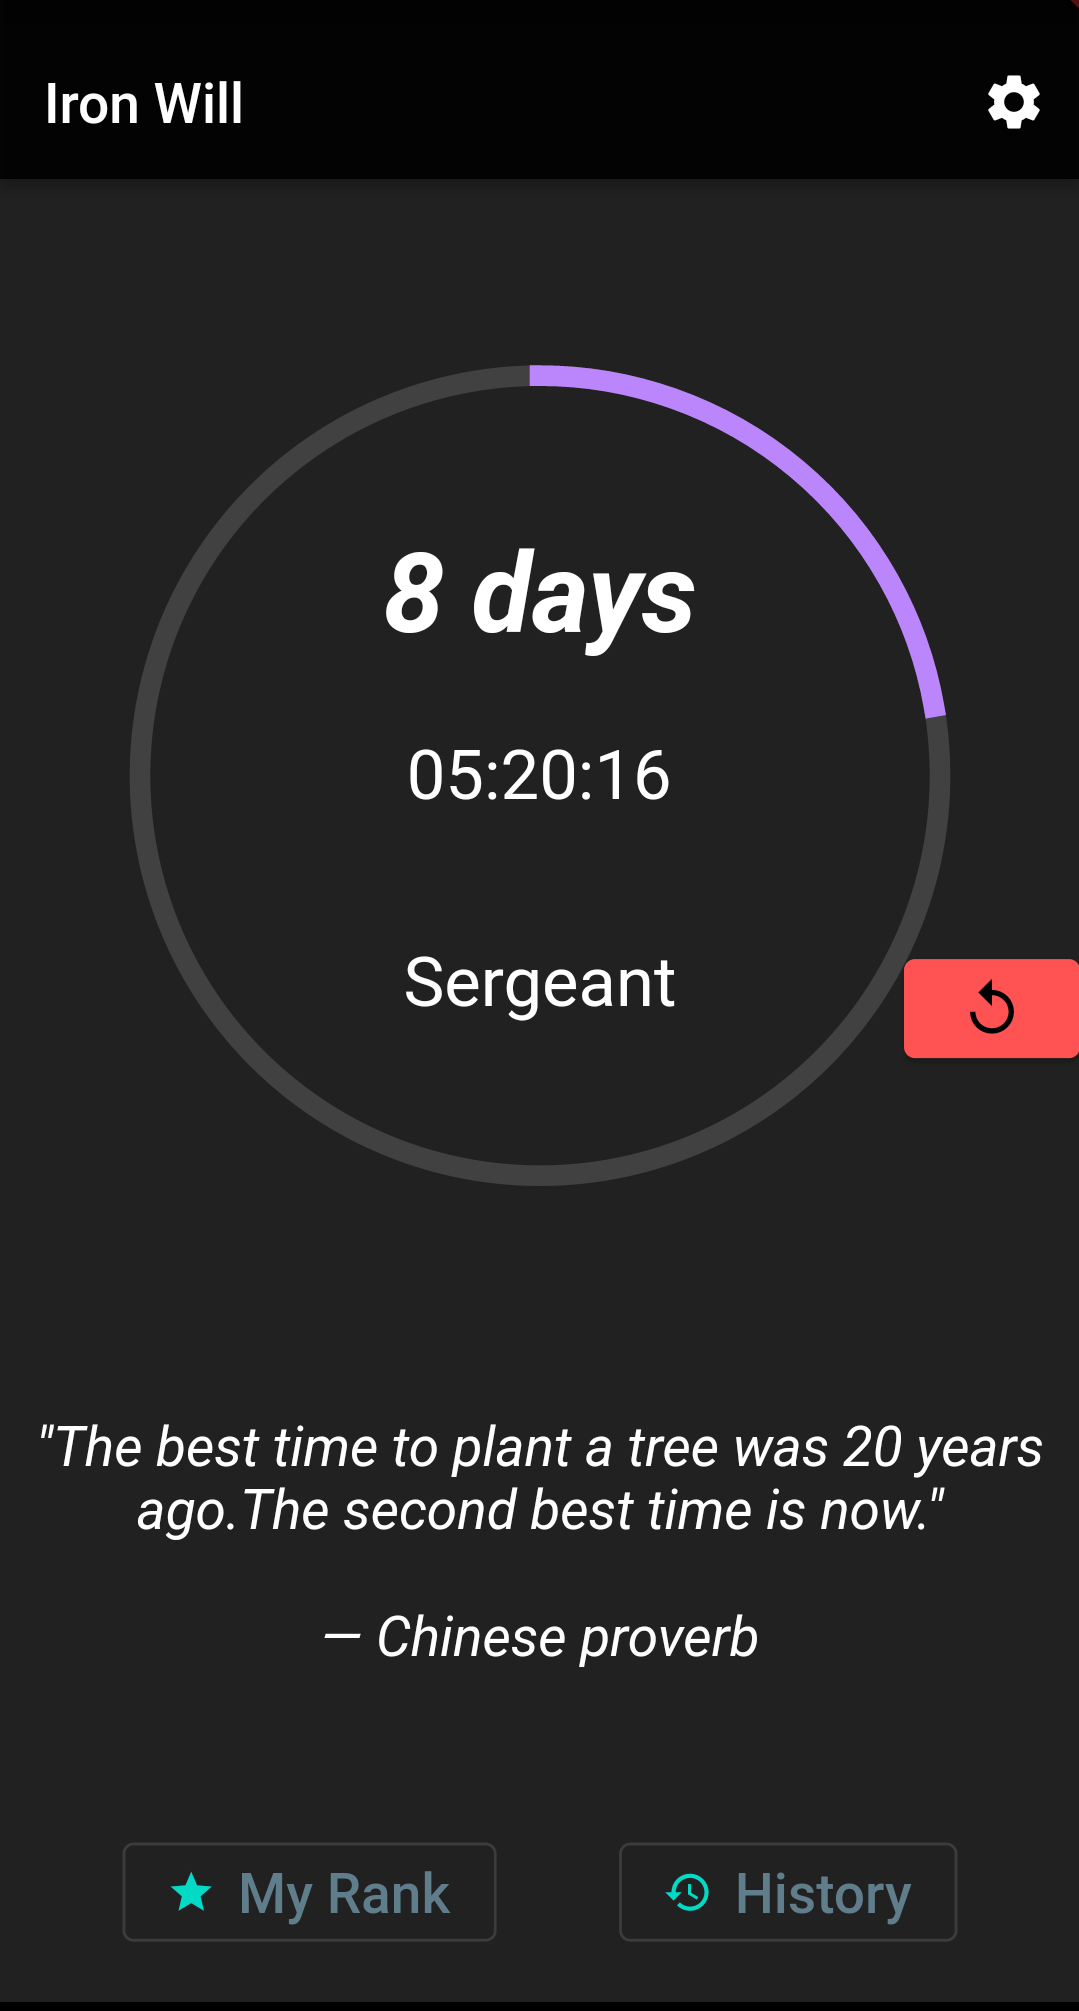 Iron Will
8 days
05:20:16
Sergeant
"The best time to plant a tree was 20 years
ago.The second best time is now."
— Chinese proverb
My Rank
History